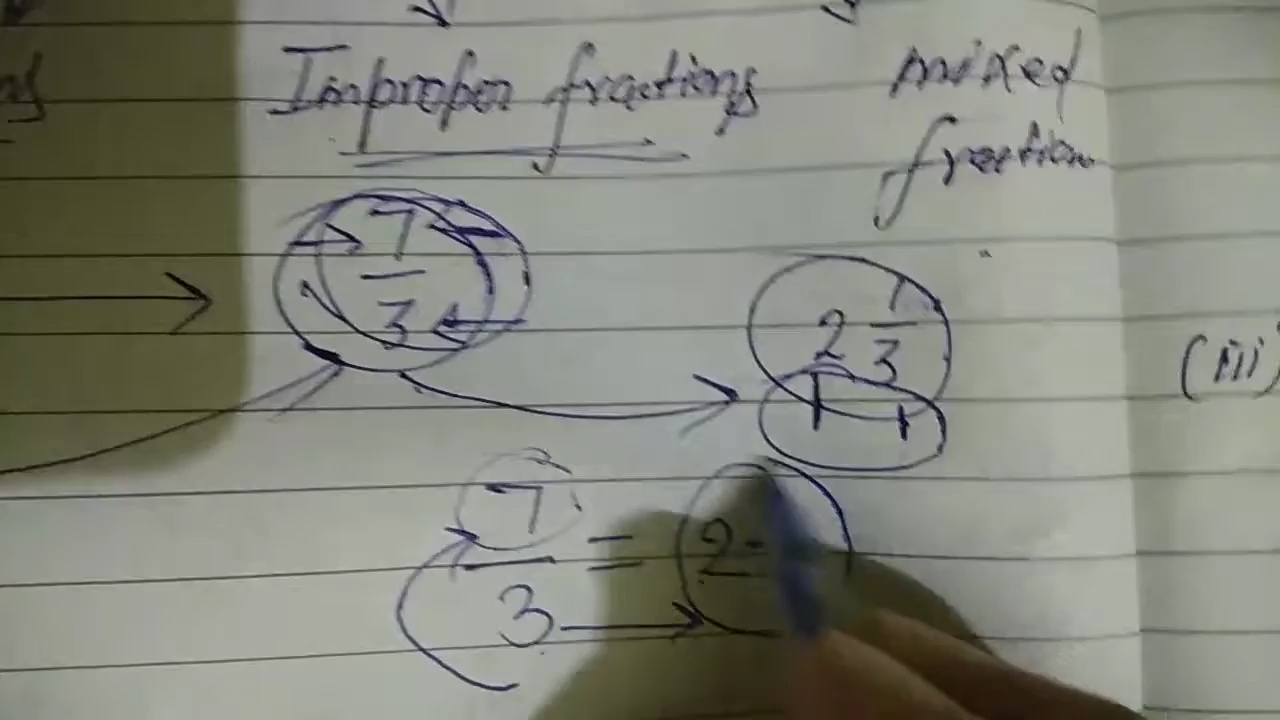 Improper fractions
mixed
fraction
7
3
2 1
3
(iii)
7
3
= 2